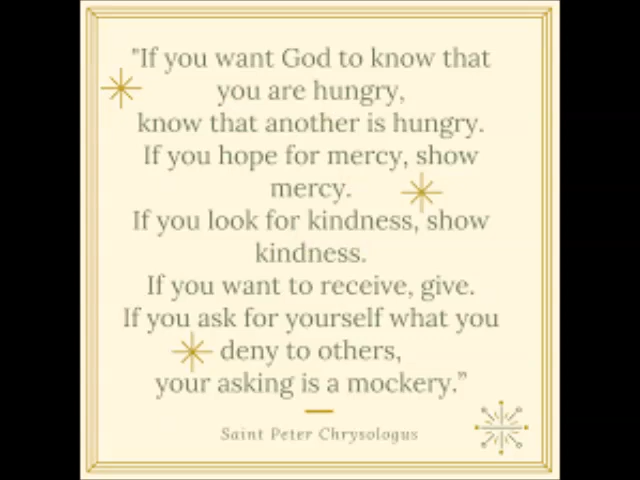 "If you want God to know that
you are hungry,
know that another is hungry.
If you hope for mercy, show
mercy.
If you look for kindness, show
kindness.
If you want to receive, give.
If you ask for yourself what you
deny to others,
your asking is a mockery.”
Saint Peter Chrysologus